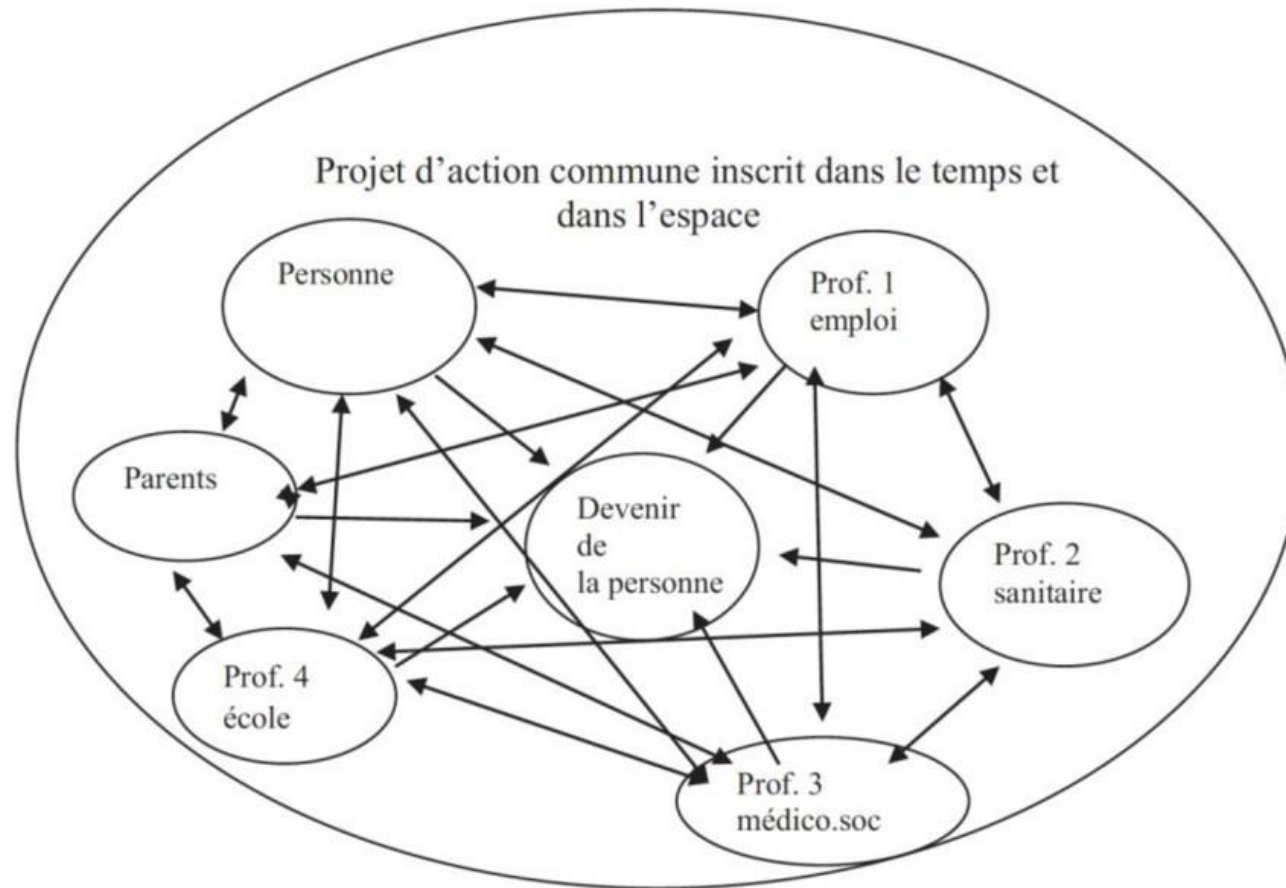 Projet d’action commune inscrit dans le temps et
dans l’espace
Personne
Prof. 1
emploi
Parents
Devenir
de
la personne
Prof. 2
sanitaire
Prof. 4
école
Prof. 3
médico.soc